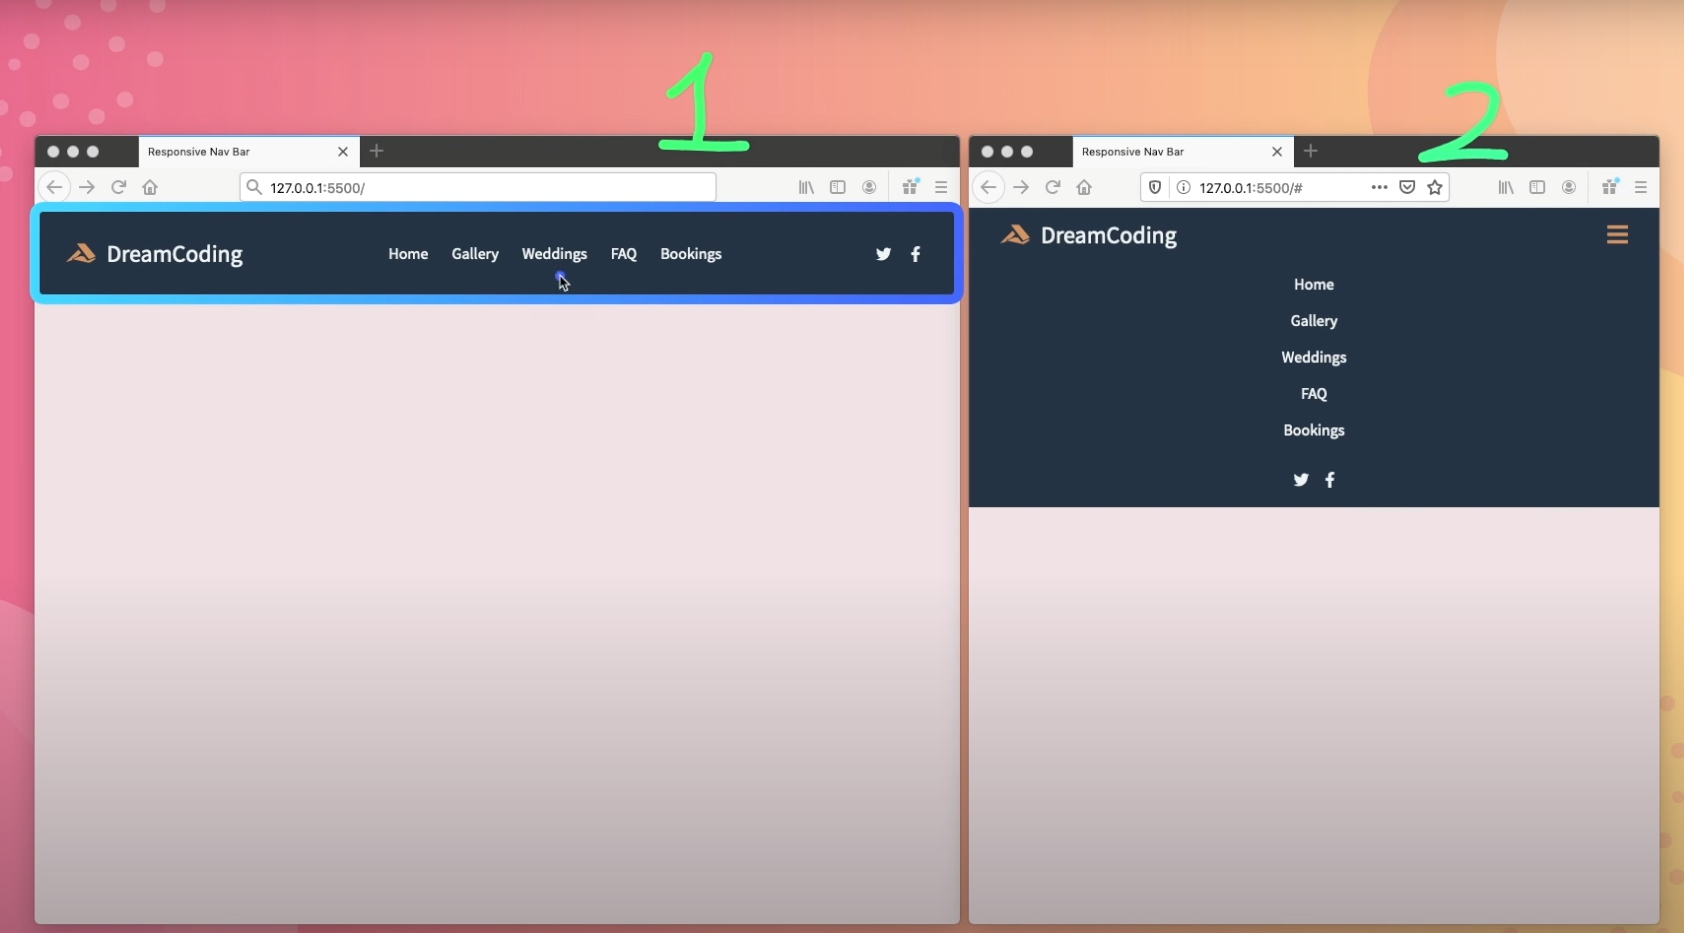 1
2
Responsive Nav Bar
127.0.0.1:5500/
DreamCoding
Home Gallery Weddings FAQ Bookings
Responsive Nav Bar
127.0.0.1:5500/#
DreamCoding
Home
Gallery
Weddings
FAQ
Bookings